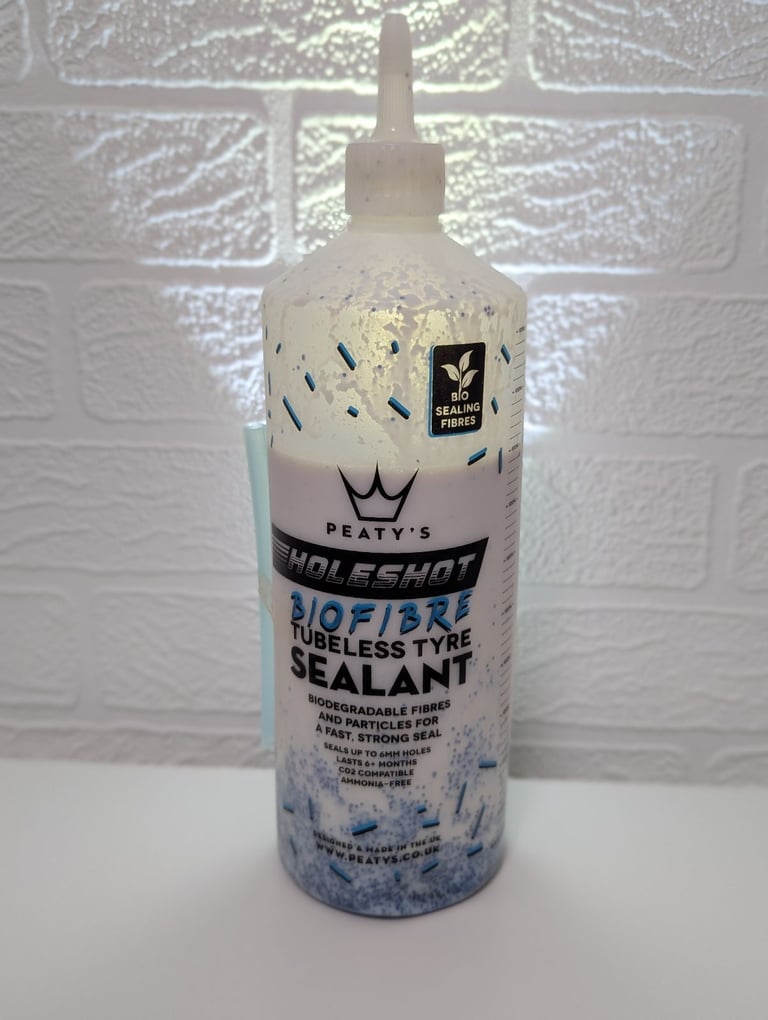 BIO
SEALING
FIBRES
PEATY'S
HOLESHOT
BIOFIBRE
TUBELESS TYRE
SEALANT
BIODEGRADABLE FIBRES
AND PARTICLES FOR
A FAST, STRONG SEAL
SEALS UP TO 6MM HOLES
LASTS 6+ MONTHS
CO2 COMPATIBLE
AMMONIA-FREE
DESIGNED & MADE IN THE UK
WWW.PEATYS.CO.UK